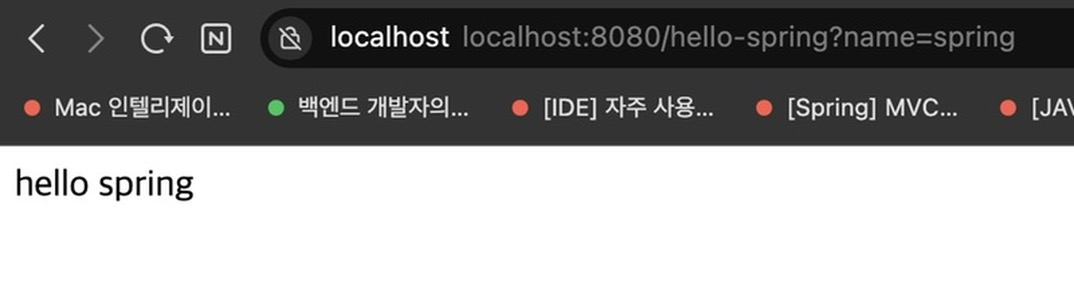 N localhost localhost:8080/hello-spring?name=spring
Mac 인텔리제이... 백엔드 개발자의... [IDE] 자주 사용... [Spring] MVC... [JAV
hello spring